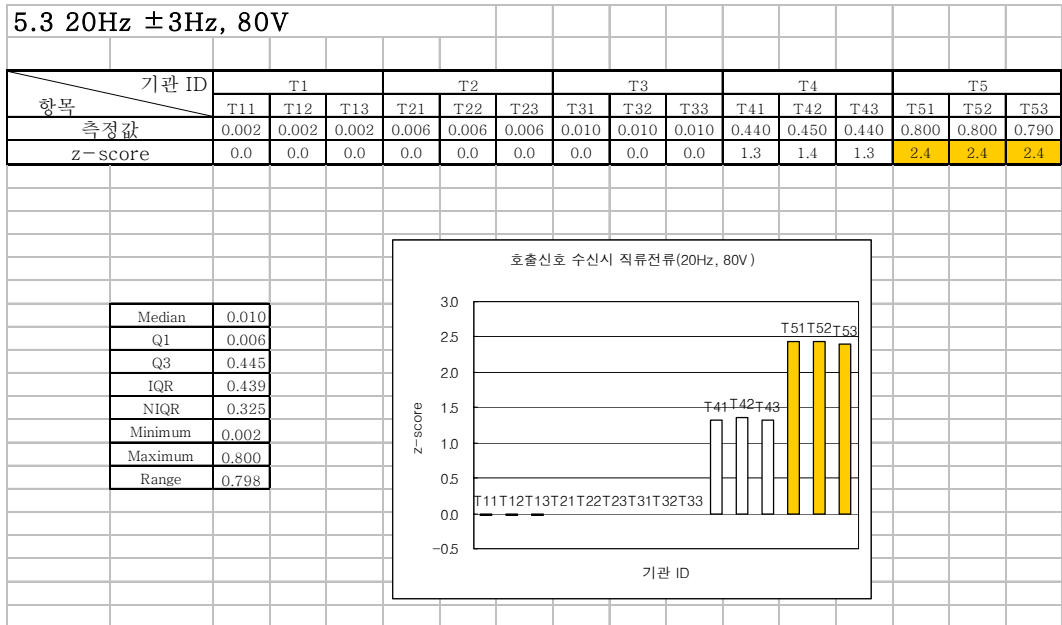 5.3 20Hz ±3Hz, 80V
기관 ID T1 T2 T3 T4 T5
항목 T11 T12 T13 T21 T22 T23 T31 T32 T33 T41 T42 T43 T51 T52 T53
측정값 0.002 0.002 0.002 0.006 0.006 0.006 0.010 0.010 0.010 0.440 0.450 0.440 0.800 0.800 0.790
z-score 0.0 0.0 0.0 0.0 0.0 0.0 0.0 0.0 0.0 1.3 1.4 1.3 2.4 2.4 2.4
Median 0.010
Q1 0.006
Q3 0.445
IQR 0.439
NIQR 0.325
Minimum 0.002
Maximum 0.800
Range 0.798
호출신호 수신시 직류전류(20Hz, 80V)
z-score
3.0
2.5
2.0
1.5
1.0
0.5
0.0
-0.5
T11 T12 T13 T21 T22 T23 T31 T32 T33 T41 T42 T43 T51 T52 T53
기관 ID